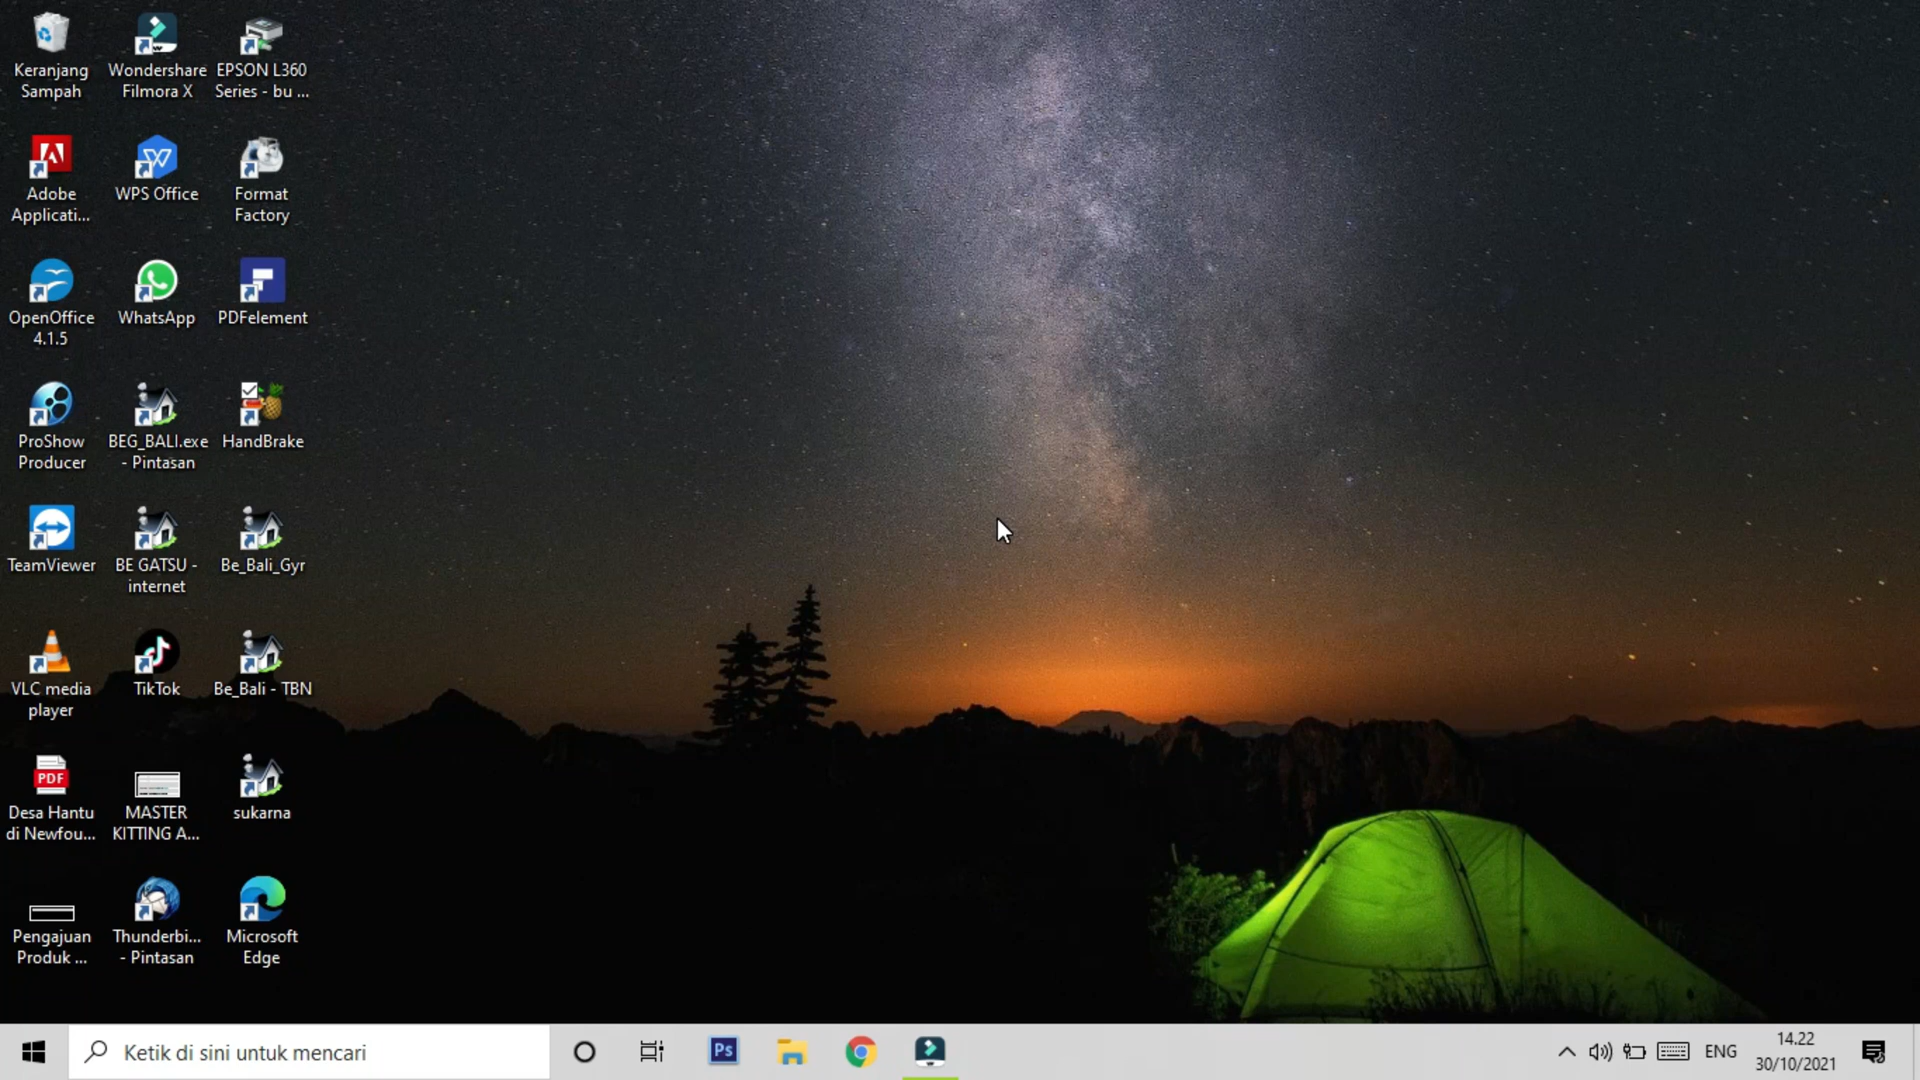 Keranjang
Sampah
Wondershare
Filmora X
EPSON L360
Series - bu ...
Adobe
Applicati...
WPS Office
Format
Factory
OpenOffice
4.1.5
WhatsApp
PDFelement
ProShow
Producer
BEG_BALI.exe
- Pintasan
HandBrake
TeamViewer
BE GATSU -
internet
Be_Bali_Gyr
VLC media
player
TikTok
Be_Bali - TBN
PDF
Desa Hantu
di Newfou...
MASTER
KITTING A...
sukarna
Pengajuan
Produk ...
Thunderbi...
- Pintasan
Microsoft
Edge
Ketik di sini untuk mencari
Ps
ENG
14.22
30/10/2021